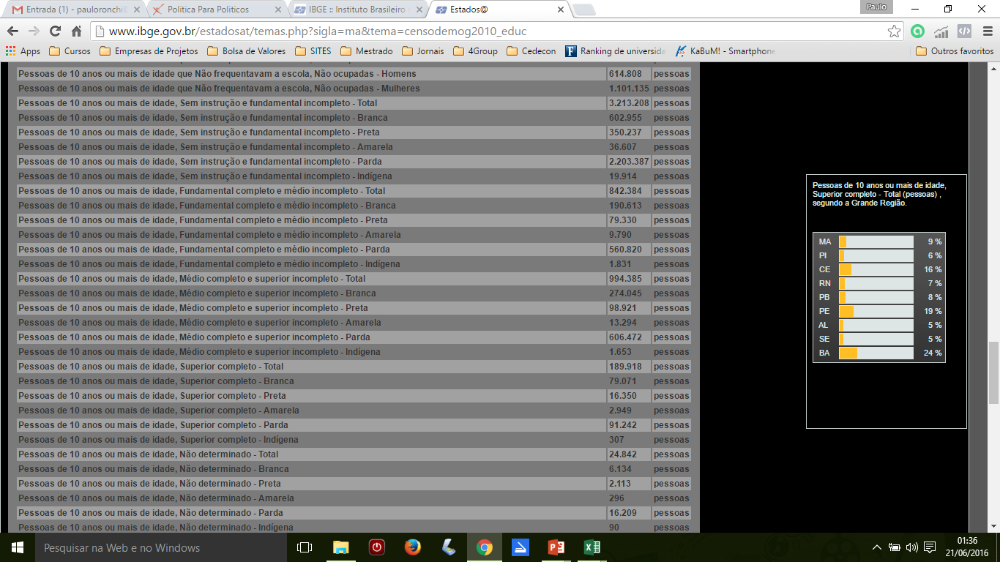 Entrada (1) - pauloronchi@
Politica Para Politicos
IBGE :: Instituto Brasileiro
Estados@
Paulo
www.ibge.gov.br/estadosat/temas.php?sigla=ma&tema=censodemog2010_educ
Apps Cursos Empresas de Projetos Bolsa de Valores SITES Mestrado Jornais 4Group Cedecon Ranking de universida KaBuM! - Smartphone Outros favoritos
Pessoas de 10 anos ou mais de idade que Não frequentavam a escola, Não ocupadas - Homens 614.808 pessoas
Pessoas de 10 anos ou mais de idade que Não frequentavam a escola, Não ocupadas - Mulheres 1.101.135 pessoas
Pessoas de 10 anos ou mais de idade, Sem instrução e fundamental incompleto - Total 3.213.208 pessoas
Pessoas de 10 anos ou mais de idade, Sem instrução e fundamental incompleto - Branca 602.955 pessoas
Pessoas de 10 anos ou mais de idade, Sem instrução e fundamental incompleto - Preta 350.237 pessoas
Pessoas de 10 anos ou mais de idade, Sem instrução e fundamental incompleto - Amarela 36.607 pessoas
Pessoas de 10 anos ou mais de idade, Sem instrução e fundamental incompleto - Parda 2.203.387 pessoas
Pessoas de 10 anos ou mais de idade, Sem instrução e fundamental incompleto - Indígena 19.914 pessoas
Pessoas de 10 anos ou mais de idade, Fundamental completo e médio incompleto - Total 842.384 pessoas
Pessoas de 10 anos ou mais de idade, Fundamental completo e médio incompleto - Branca 190.613 pessoas
Pessoas de 10 anos ou mais de idade, Fundamental completo e médio incompleto - Preta 79.330 pessoas
Pessoas de 10 anos ou mais de idade, Fundamental completo e médio incompleto - Amarela 9.790 pessoas
Pessoas de 10 anos ou mais de idade, Fundamental completo e médio incompleto - Parda 560.820 pessoas
Pessoas de 10 anos ou mais de idade, Fundamental completo e médio incompleto - Indígena 1.831 pessoas
Pessoas de 10 anos ou mais de idade, Médio completo e superior incompleto - Total 994.385 pessoas
Pessoas de 10 anos ou mais de idade, Médio completo e superior incompleto - Branca 274.045 pessoas
Pessoas de 10 anos ou mais de idade, Médio completo e superior incompleto - Preta 98.921 pessoas
Pessoas de 10 anos ou mais de idade, Médio completo e superior incompleto - Amarela 13.294 pessoas
Pessoas de 10 anos ou mais de idade, Médio completo e superior incompleto - Parda 606.472 pessoas
Pessoas de 10 anos ou mais de idade, Médio completo e superior incompleto - Indígena 1.653 pessoas
Pessoas de 10 anos ou mais de idade, Superior completo - Total 189.918 pessoas
Pessoas de 10 anos ou mais de idade, Superior completo - Branca 79.071 pessoas
Pessoas de 10 anos ou mais de idade, Superior completo - Preta 16.350 pessoas
Pessoas de 10 anos ou mais de idade, Superior completo - Amarela 2.949 pessoas
Pessoas de 10 anos ou mais de idade, Superior completo - Parda 91.242 pessoas
Pessoas de 10 anos ou mais de idade, Superior completo - Indígena 307 pessoas
Pessoas de 10 anos ou mais de idade, Não determinado - Total 24.842 pessoas
Pessoas de 10 anos ou mais de idade, Não determinado - Branca 6.134 pessoas
Pessoas de 10 anos ou mais de idade, Não determinado - Preta 2.113 pessoas
Pessoas de 10 anos ou mais de idade, Não determinado - Amarela 296 pessoas
Pessoas de 10 anos ou mais de idade, Não determinado - Parda 16.209 pessoas
Pessoas de 10 anos ou mais de idade, Não determinado - Indígena 90 pessoas
Pessoas de 10 anos ou mais de idade,
Superior completo - Total (pessoas) ,
segundo a Grande Região.
MA 9 %
PI 6 %
CE 16 %
RN 7 %
PB 8 %
PE 19 %
AL 5 %
SE 5 %
BA 24 %
Pesquisar na Web e no Windows
01:36
21/06/2016